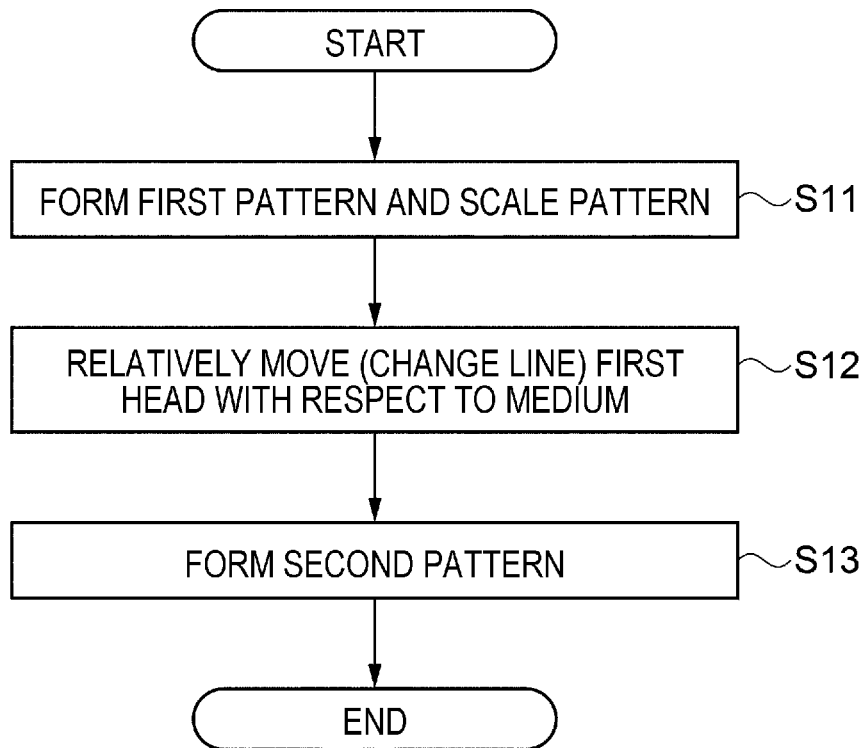 START
FORM FIRST PATTERN AND SCALE PATTERN
S11
RELATIVELY MOVE (CHANGE LINE) FIRST
HEAD WITH RESPECT TO MEDIUM
S12
FORM SECOND PATTERN
S13
END